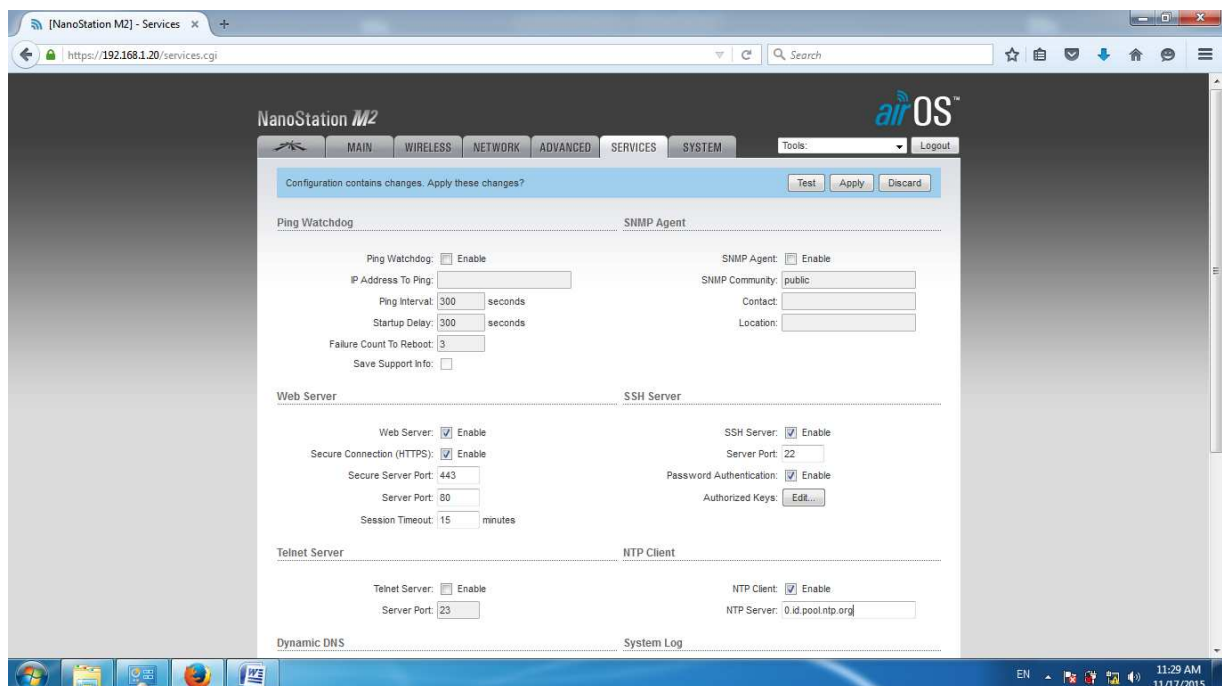 [NanoStation M2] - Services
https://192.168.1.20/services.cgi
Search
NanoStation M2
airOS™
MAIN WIRELESS NETWORK ADVANCED SERVICES SYSTEM Tools: Logout
Configuration contains changes. Apply these changes? Test Apply Discard
Ping Watchdog
Ping Watchdog: Enable
IP Address To Ping:
Ping Interval: 300 seconds
Startup Delay: 300 seconds
Failure Count To Reboot: 3
Save Support Info:
SNMP Agent
SNMP Agent: Enable
SNMP Community: public
Contact:
Location:
Web Server
Web Server: Enable
Secure Connection (HTTPS): Enable
Secure Server Port: 443
Server Port: 80
Session Timeout: 15 minutes
SSH Server
SSH Server: Enable
Server Port: 22
Password Authentication: Enable
Authorized Keys: Edit...
Telnet Server
Telnet Server: Enable
Server Port: 23
NTP Client
NTP Client: Enable
NTP Server: 0.id.pool.ntp.org
Dynamic DNS
System Log
EN
11:29 AM
11/17/2015